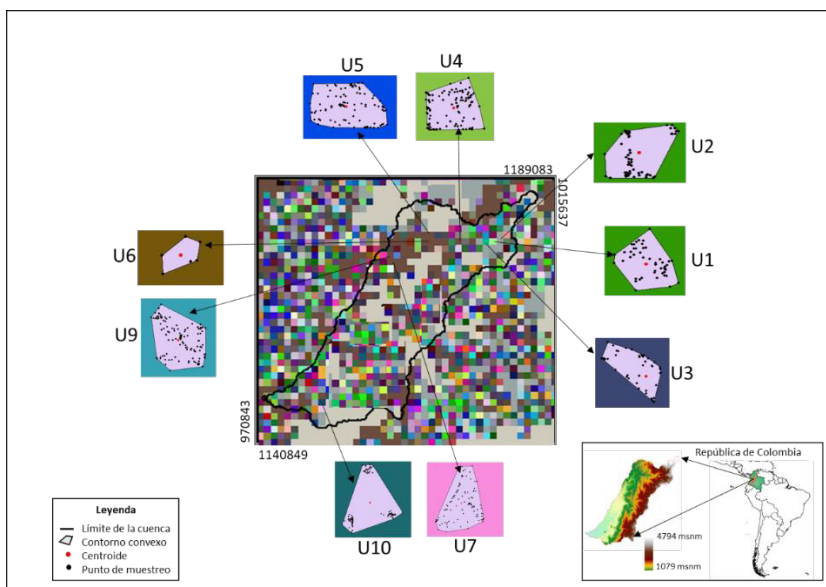 U5
U4
U2
U1
U3
U6
U9
1189083
1015637
970843
1140849
U10
U7
Leyenda
Límite de la cuenca
Contorno convexo
Centroide
Punto de muestreo
República de Colombia
4794 msnm
1079 msnm